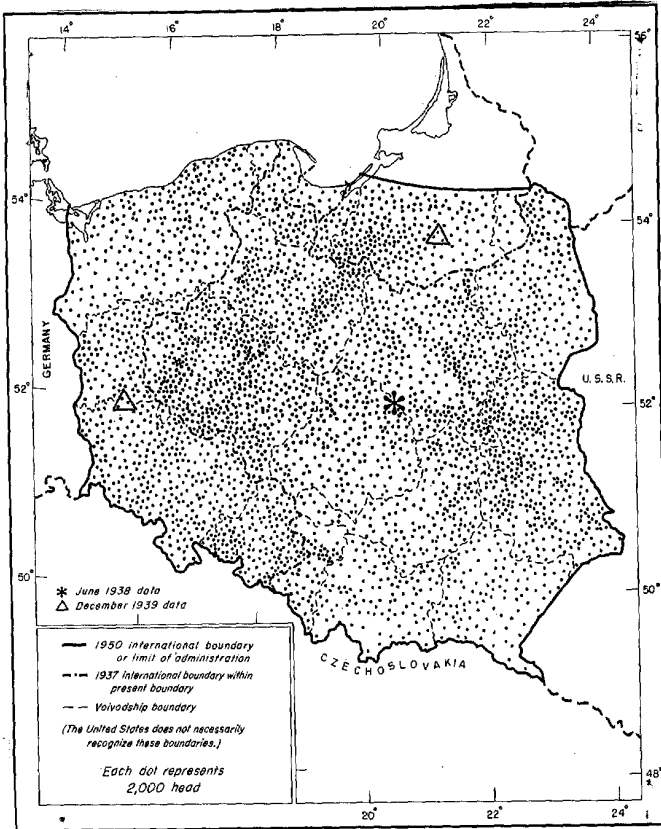 14° 16° 18° 20° 22° 24°
56°
54° 54°
GERMANY
U.S.S.R.
52° 52°
50° 50°
* June 1938 data
△ December 1939 data
CZECHOSLOVAKIA
1950 international boundary
or limit of administration
1937 international boundary within
present boundary
Voivodship boundary
(The United States does not necessarily
recognize these boundaries.)
Each dot represents
2,000 head
48°
20° 22° 24°